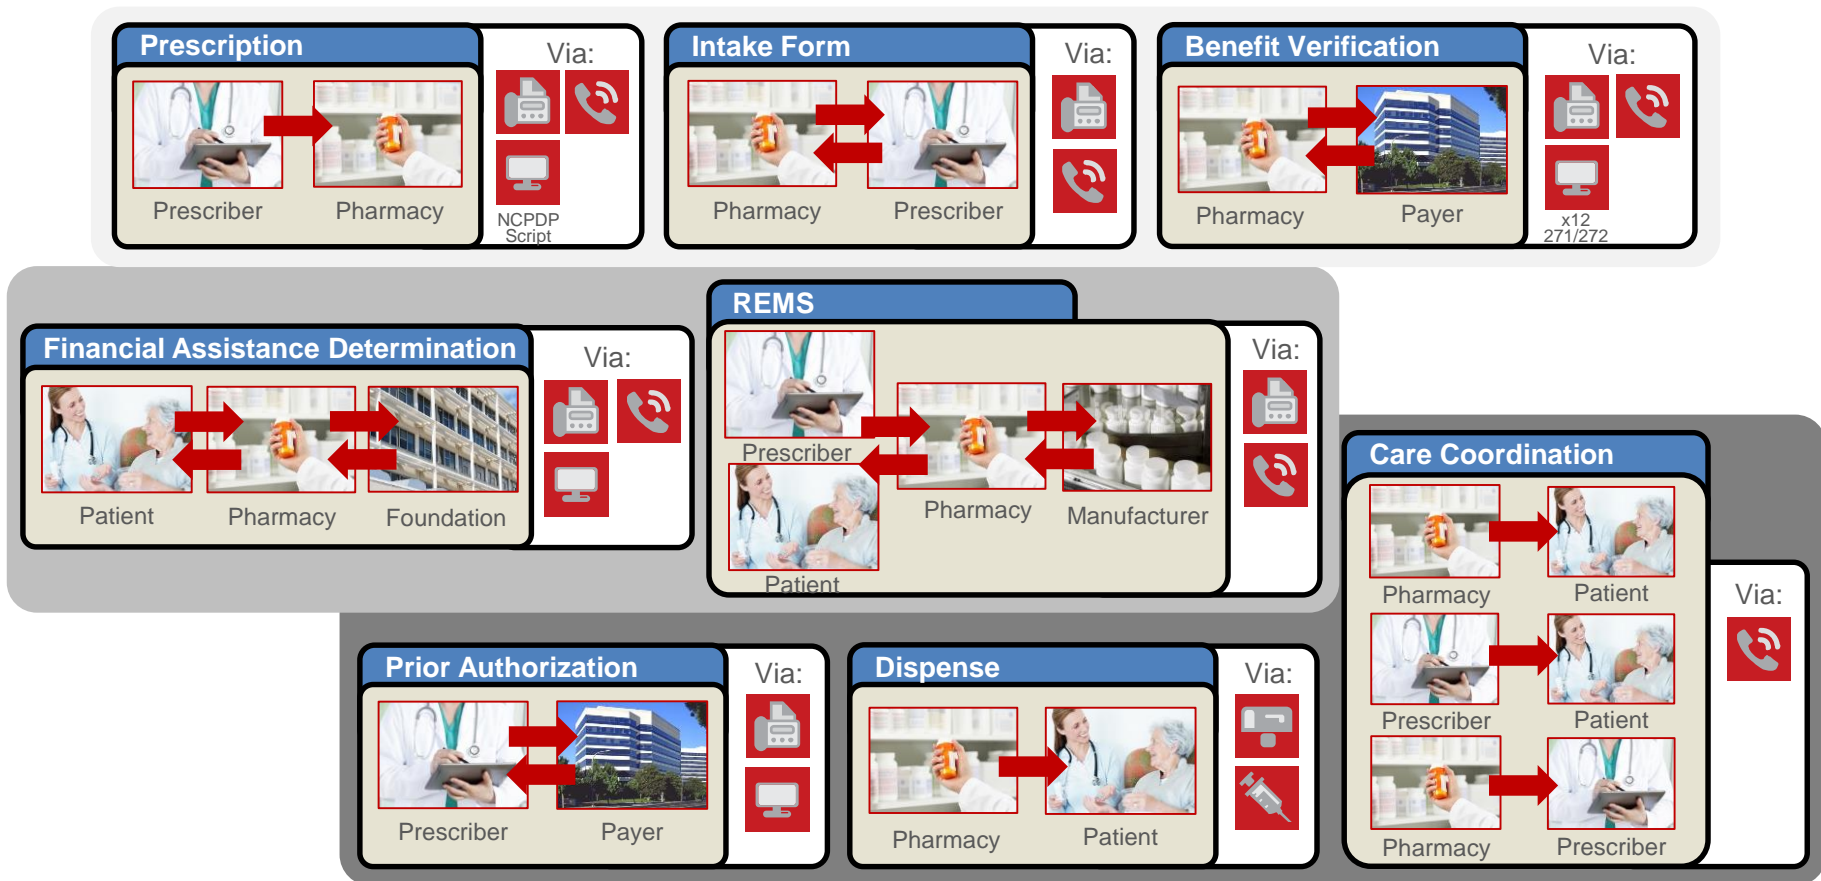 Prescription
Via:
Prescriber
Pharmacy
NCPDP
Script
Intake Form
Via:
Pharmacy
Prescriber
Benefit Verification
Via:
Pharmacy
Payer
x12
271/272
Financial Assistance Determination
Via:
Patient
Pharmacy
Foundation
REMS
Via:
Prescriber
Patient
Pharmacy
Manufacturer
Care Coordination
Via:
Pharmacy
Patient
Prescriber
Patient
Pharmacy
Prescriber
Prior Authorization
Via:
Prescriber
Payer
Dispense
Via:
Pharmacy
Patient